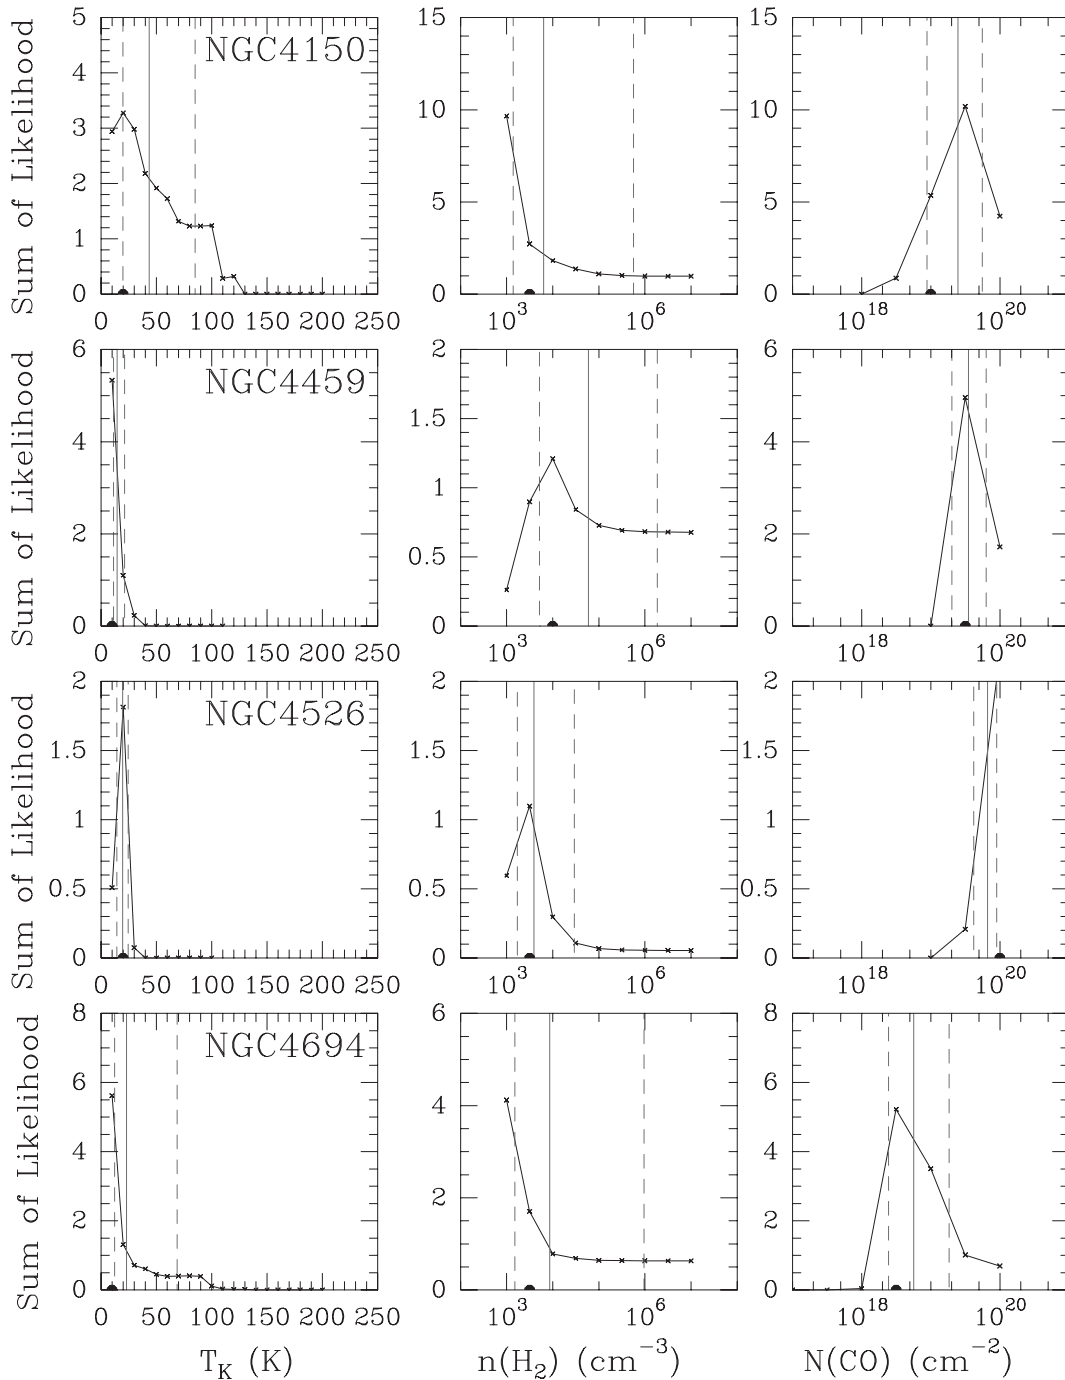 Sum of Likelihood
NGC4150
0 1 2 3 4 5
0 50 100 150 200 250
0 5 10 15
10^3 10^6
0 5 10 15
10^18 10^20
Sum of Likelihood
NGC4459
0 2 4 6
0 50 100 150 200 250
0 0.5 1 1.5 2
10^3 10^6
0 2 4 6
10^18 10^20
Sum of Likelihood
NGC4526
0 0.5 1 1.5 2
0 50 100 150 200 250
0 0.5 1 1.5 2
10^3 10^6
0 0.5 1 1.5 2
10^18 10^20
Sum of Likelihood
NGC4694
0 2 4 6 8
0 50 100 150 200 250
0 2 4 6
10^3 10^6
0 2 4 6 8
10^18 10^20
T_K (K) n(H_2) (cm^-3) N(CO) (cm^-2)